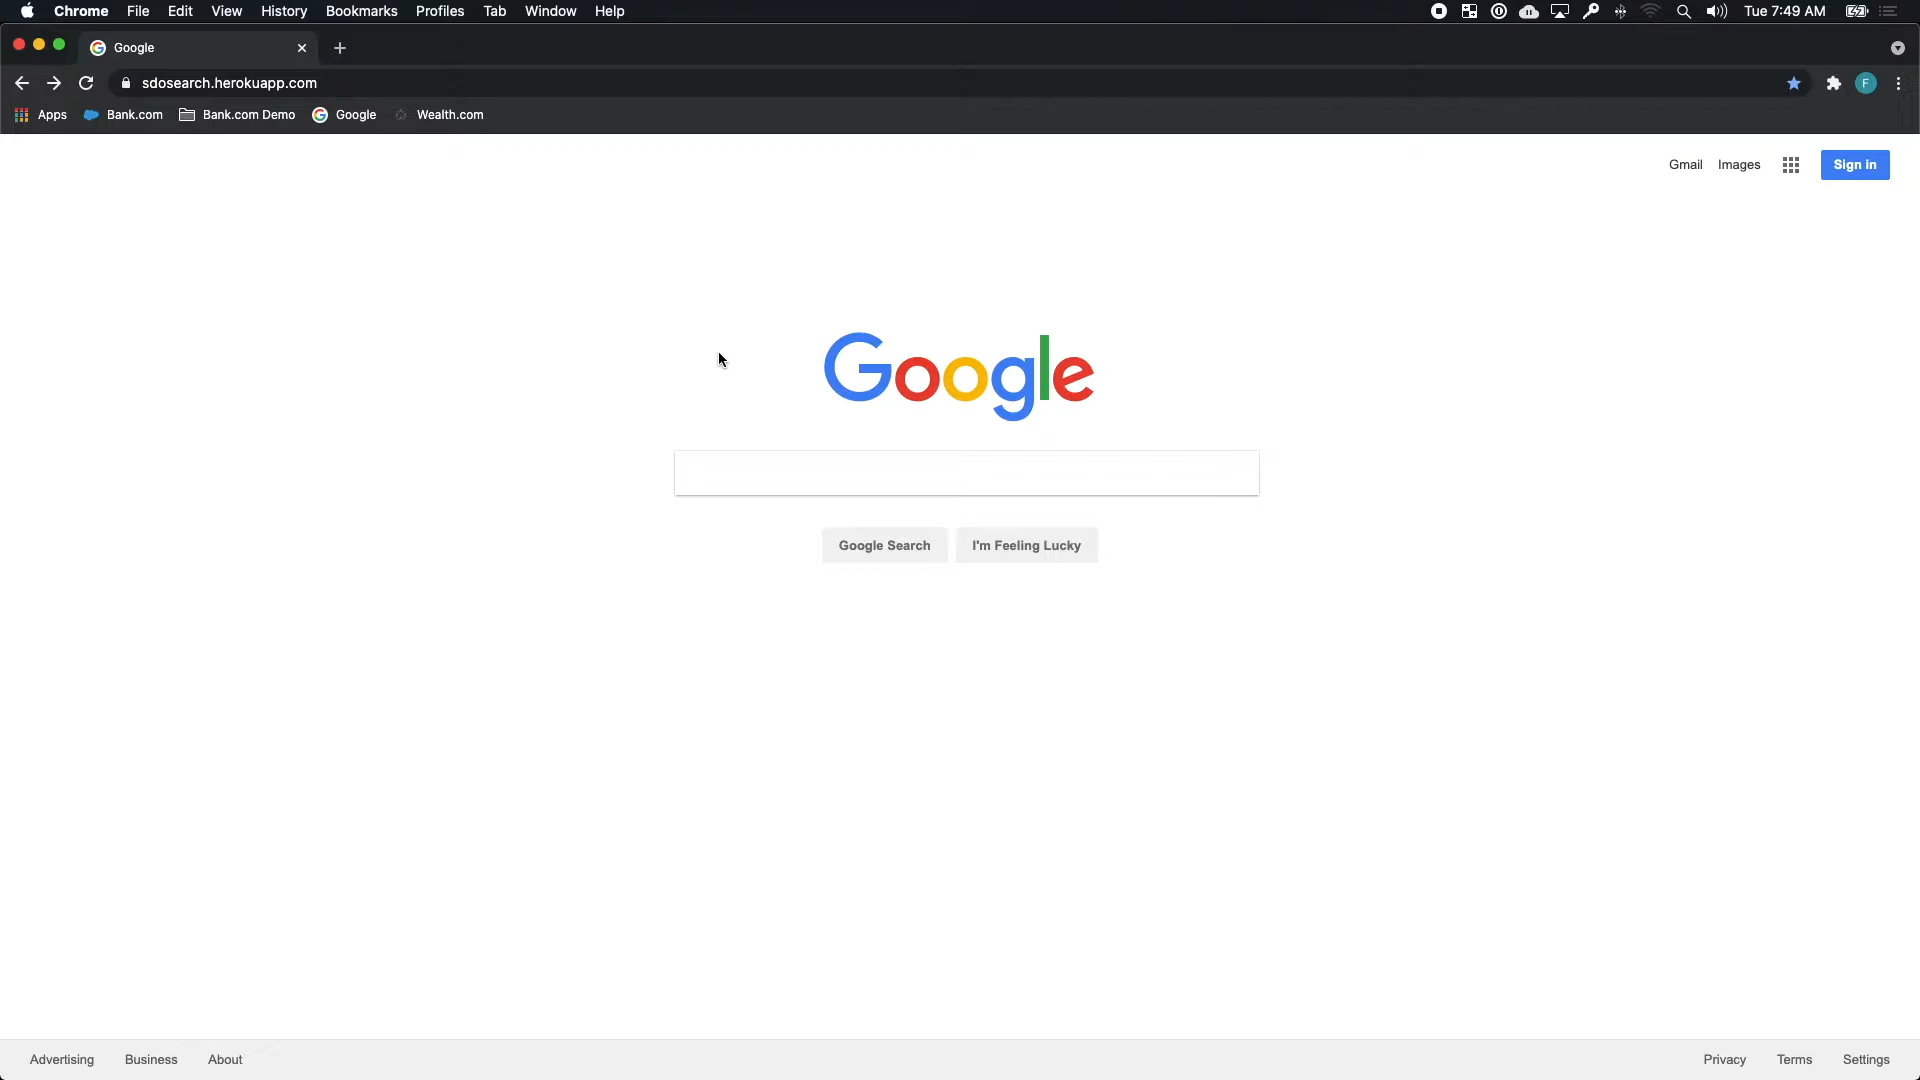 Chrome File Edit View History Bookmarks Profiles Tab Window Help Tue 7:49 AM
Google
sdosearch.herokuapp.com F
Apps Bank.com Bank.com Demo Google Wealth.com
Gmail Images Sign in
Google
Google Search I'm Feeling Lucky
Advertising Business About Privacy Terms Settings